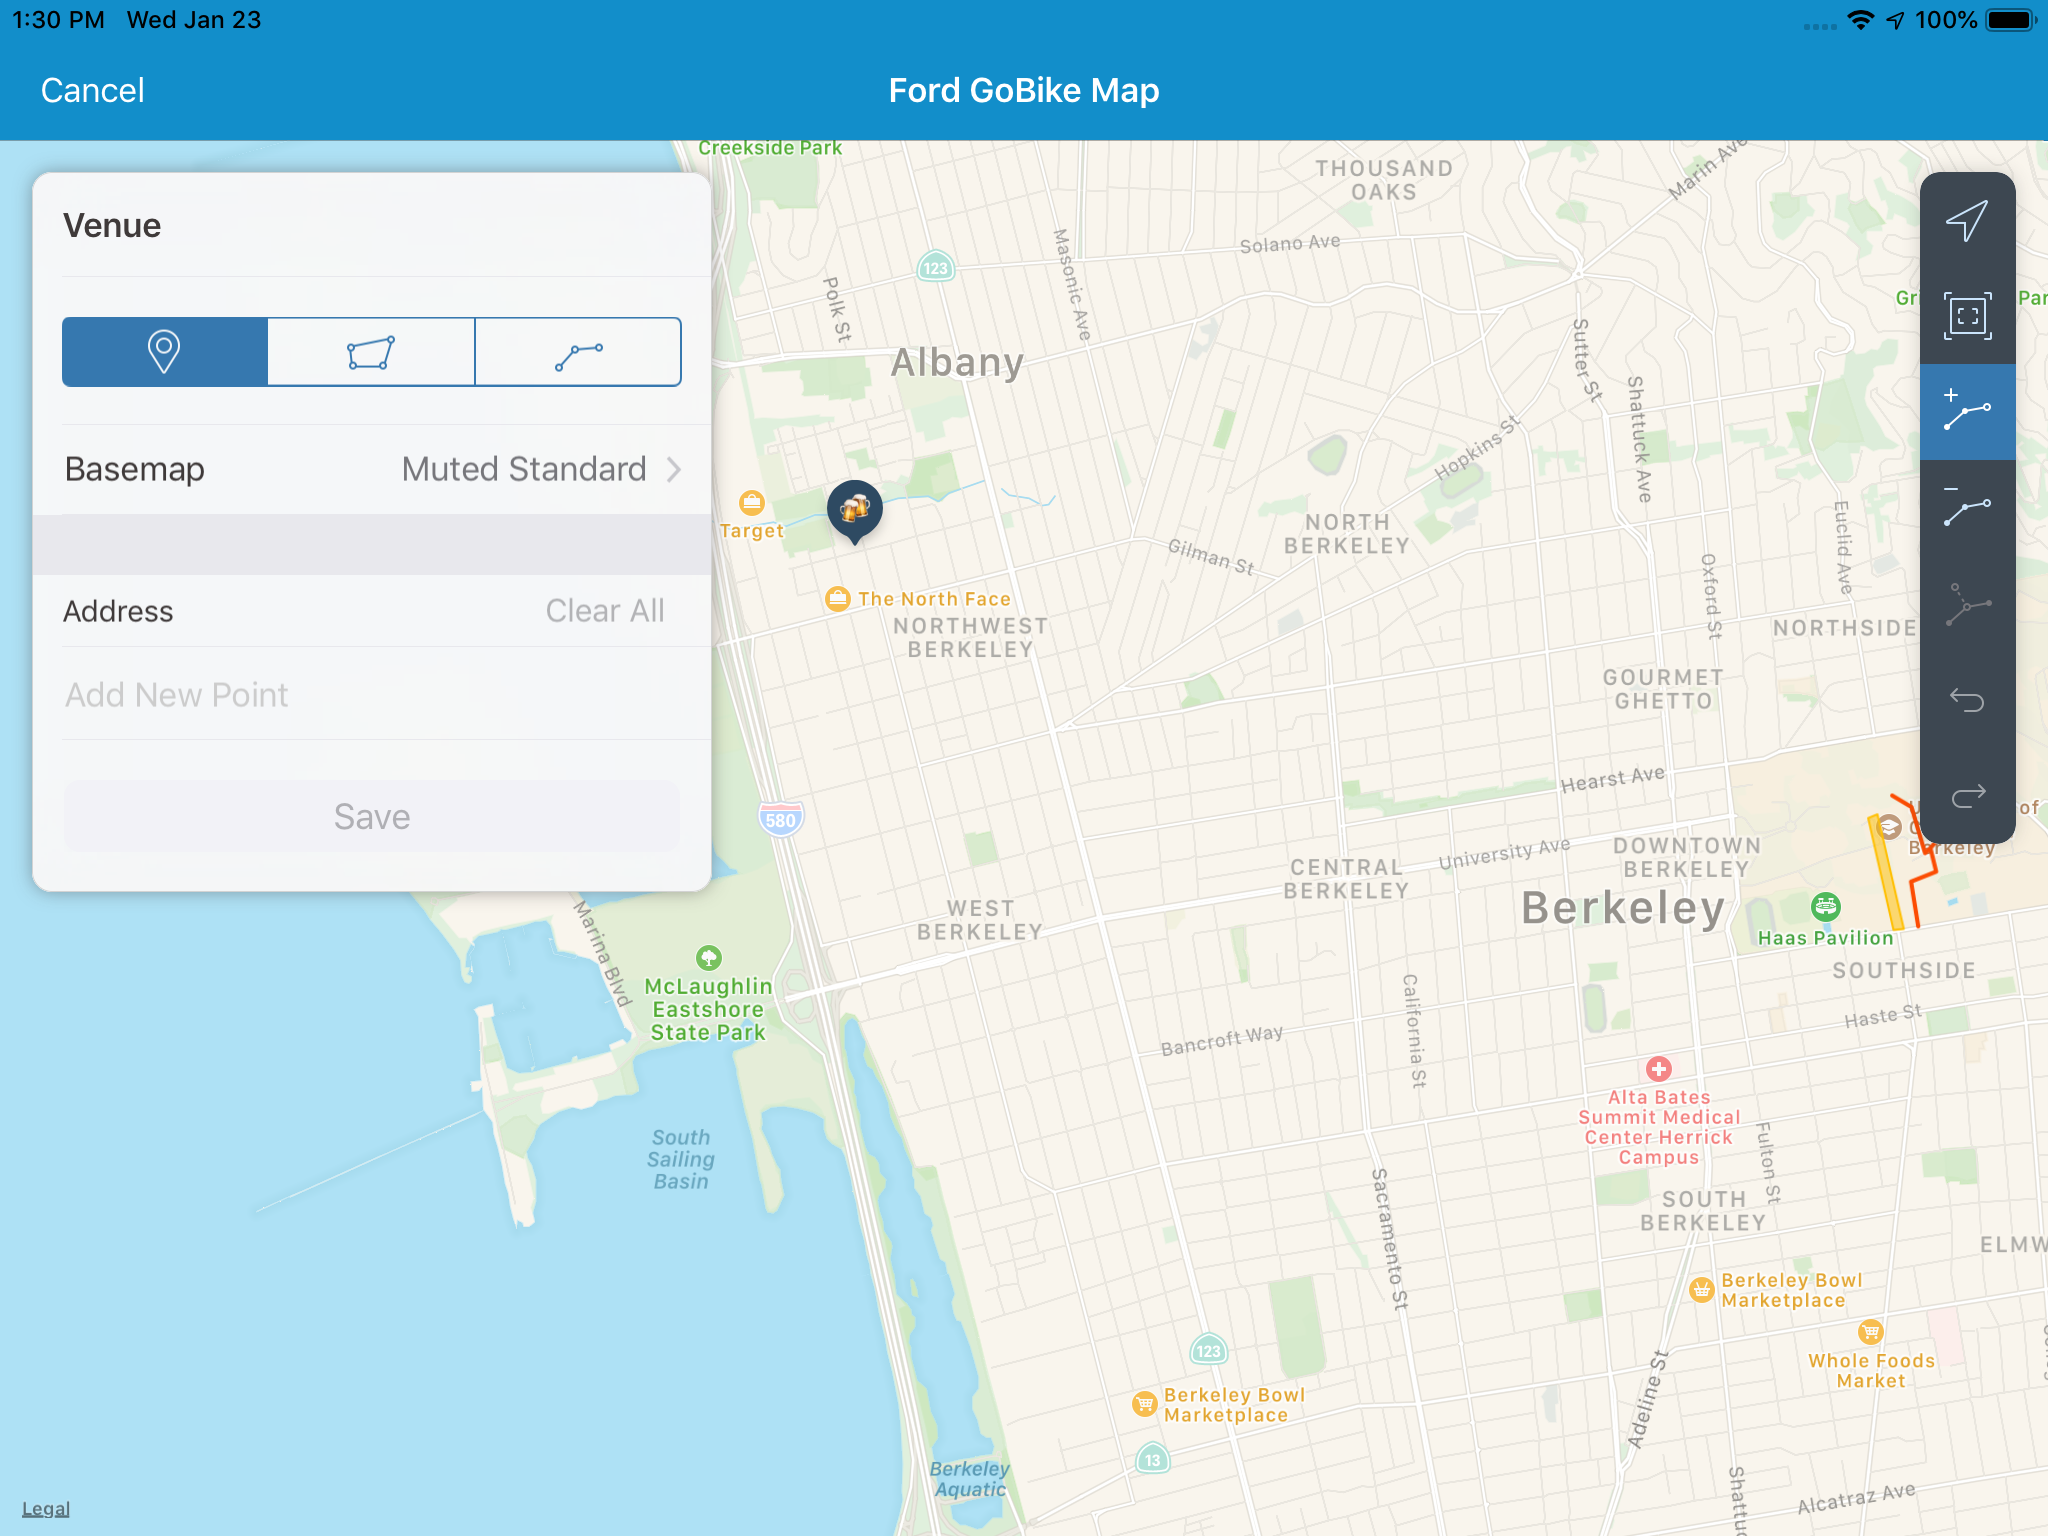 1:30 PM Wed Jan 23
100%
Cancel
Ford GoBike Map
Venue
Basemap
Muted Standard
Address
Clear All
Add New Point
Save
Creekside Park
THOUSAND
OAKS
Marin Ave
Solano Ave
123
Masonic Ave
Polk St
Albany
Sutter St
Shattuck Ave
Hopkins St
Target
NORTH
BERKELEY
Gilman St
Euclid Ave
Oxford St
The North Face
NORTHWEST
BERKELEY
NORTHSIDE
GOURMET
GHETTO
Hearst Ave
580
University Ave
DOWNTOWN
BERKELEY
CENTRAL
BERKELEY
Berkeley
of
Berkeley
WEST
BERKELEY
Haas Pavilion
SOUTHSIDE
Marina Blvd
McLaughlin
Eastshore
State Park
California St
Haste St
Bancroft Way
Alta Bates
Summit Medical
Center Herrick
Campus
Fulton St
South
Sailing
Basin
Sacramento St
SOUTH
BERKELEY
ELMW
Berkeley Bowl
Marketplace
Whole Foods
Market
123
Adeline St
Berkeley Bowl
Marketplace
13
Berkeley
Aquatic
Shattu
Alcatraz Ave
Legal